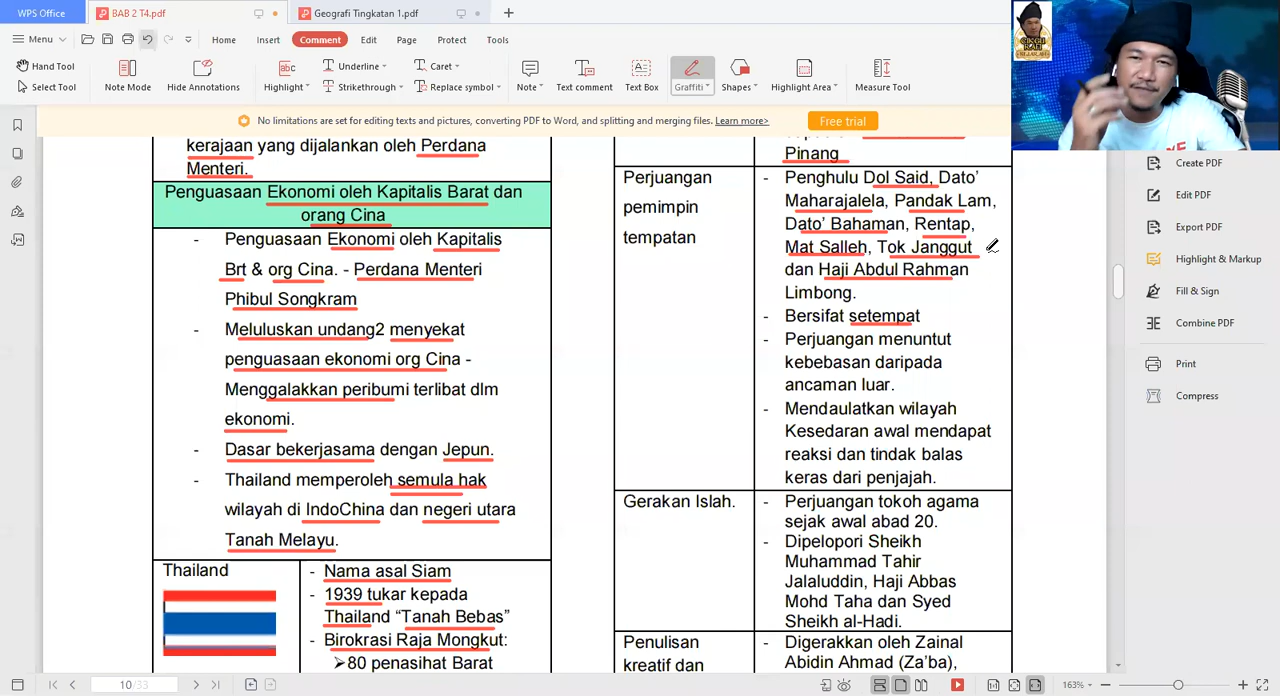 WPS Office
BAB 2 T4.pdf
Geografi Tingkatan 1.pdf
Menu
Home
Insert
Comment
Edit
Page
Protect
Tools
Hand Tool
Select Tool
Note Mode
Hide Annotations
Highlight
Underline
Strikethrough
Caret
Replace symbol
Note
Text comment
Text Box
Graffiti
Shapes
Highlight Area
Measure Tool
No limitations are set for editing texts and pictures, converting PDF to Word, and splitting and merging files. Learn more>
Free trial
kerajaan yang dijalankan oleh Perdana
Menteri.
Penguasaan Ekonomi oleh Kapitalis Barat dan
orang Cina
- Penguasaan Ekonomi oleh Kapitalis
Brt & org Cina. - Perdana Menteri
Phibul Songkram
- Meluluskan undang2 menyekat
penguasaan ekonomi org Cina -
Menggalakkan peribumi terlibat dlm
ekonomi.
- Dasar bekerjasama dengan Jepun.
- Thailand memperoleh semula hak
wilayah di IndoChina dan negeri utara
Tanah Melayu.
Thailand
- Nama asal Siam
- 1939 tukar kepada
Thailand “Tanah Bebas”
- Birokrasi Raja Mongkut:
➢80 penasihat Barat
Pinang
Perjuangan
pemimpin
tempatan
- Penghulu Dol Said, Dato’
Maharajalela, Pandak Lam,
Dato’ Bahaman, Rentap,
Mat Salleh, Tok Janggut
dan Haji Abdul Rahman
Limbong.
- Bersifat setempat
- Perjuangan menuntut
kebebasan daripada
ancaman luar.
- Mendaulatkan wilayah
Kesedaran awal mendapat
reaksi dan tindak balas
keras dari penjajah.
Gerakan Islah.
- Perjuangan tokoh agama
sejak awal abad 20.
- Dipelopori Sheikh
Muhammad Tahir
Jalaluddin, Haji Abbas
Mohd Taha dan Syed
Sheikh al-Hadi.
Penulisan
kreatif dan
- Digerakkan oleh Zainal
Abidin Ahmad (Za’ba),
Create PDF
Edit PDF
Export PDF
Highlight & Markup
Fill & Sign
Combine PDF
Print
Compress
10/33
163%